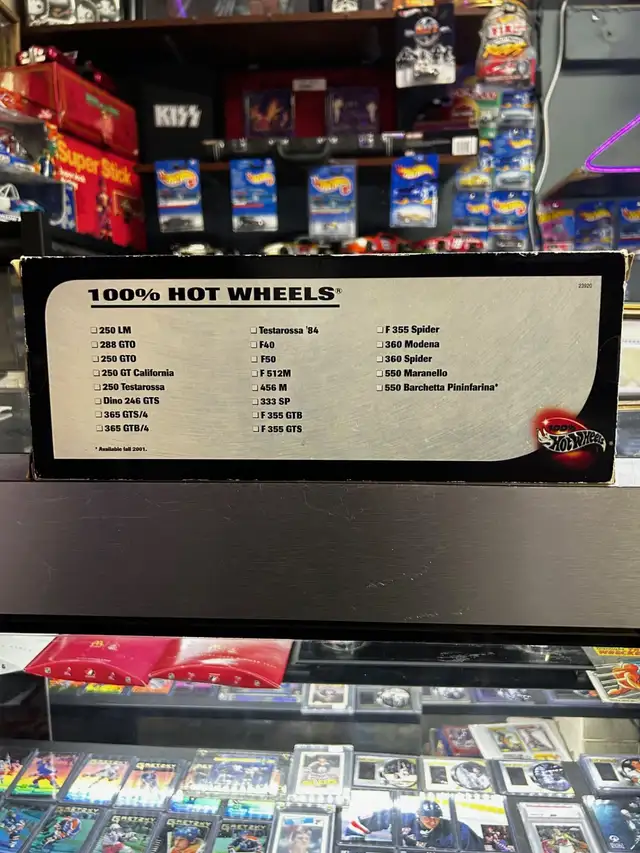 KISS
Super Stick
100% HOT WHEELS®
23920
☐ 250 LM
☐ 288 GTO
☐ 250 GTO
☐ 250 GT California
☐ 250 Testarossa
☐ Dino 246 GTS
☐ 365 GTS/4
☐ 365 GTB/4
* Available fall 2001.
☐ Testarossa '84
☐ F40
☐ F50
☐ F 512M
☐ 456 M
☐ 333 SP
☐ F 355 GTB
☐ F 355 GTS
☐ F 355 Spider
☐ 360 Modena
☐ 360 Spider
☐ 550 Maranello
☐ 550 Barchetta Pininfarina*
100%
HOT WHEELS